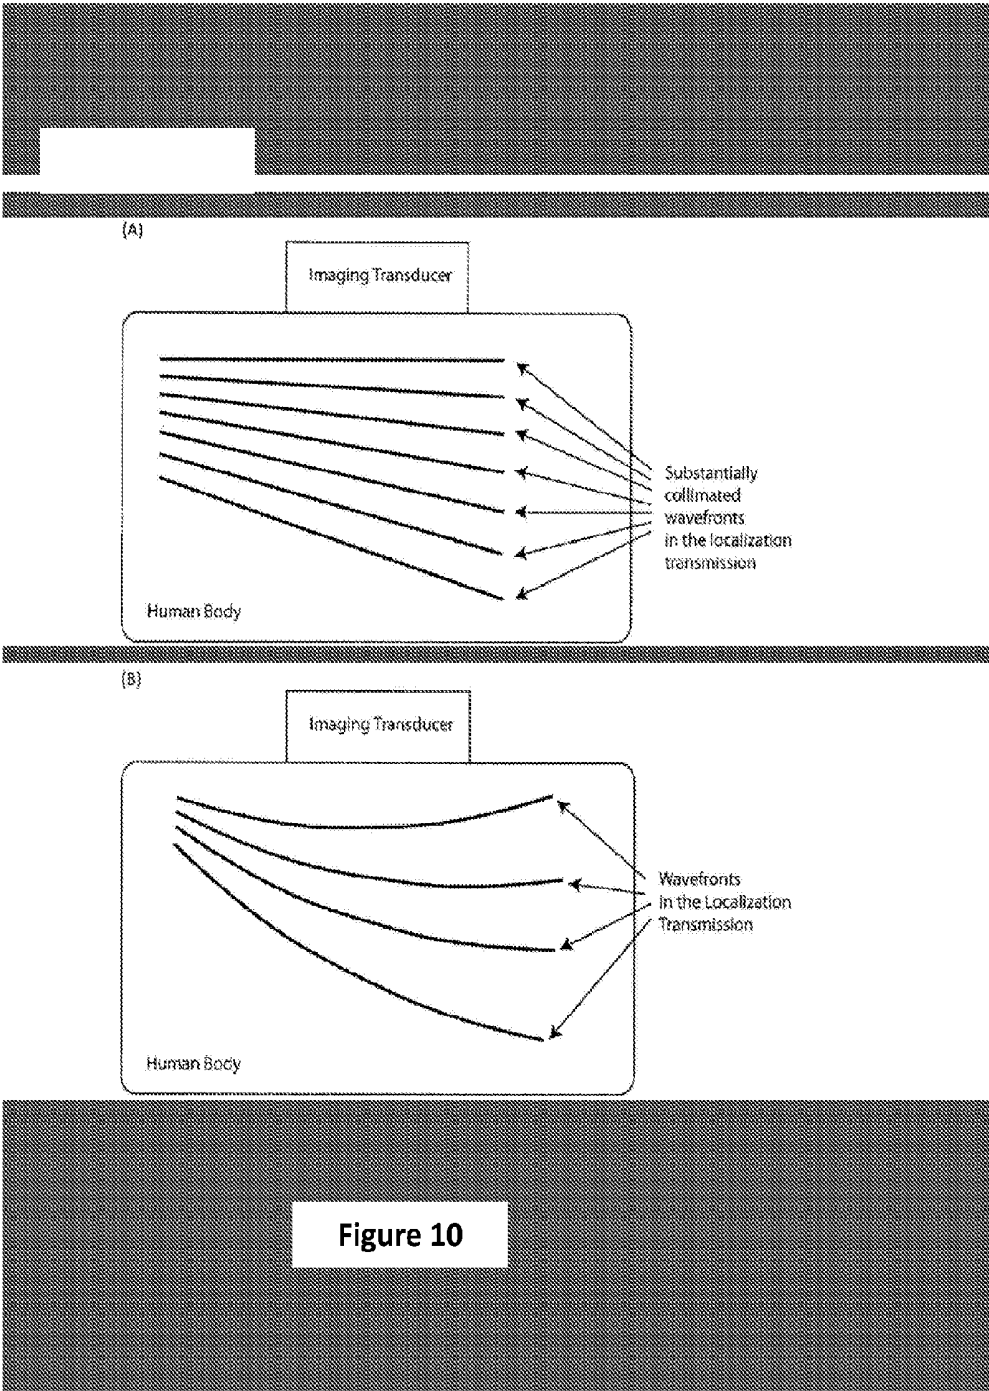 (A)
Imaging Transducer
Substantially
collimated
wavefronts
in the localization
transmission
Human Body
(B)
Imaging Transducer
Wavefronts
in the Localization
Transmission
Human Body
Figure 10